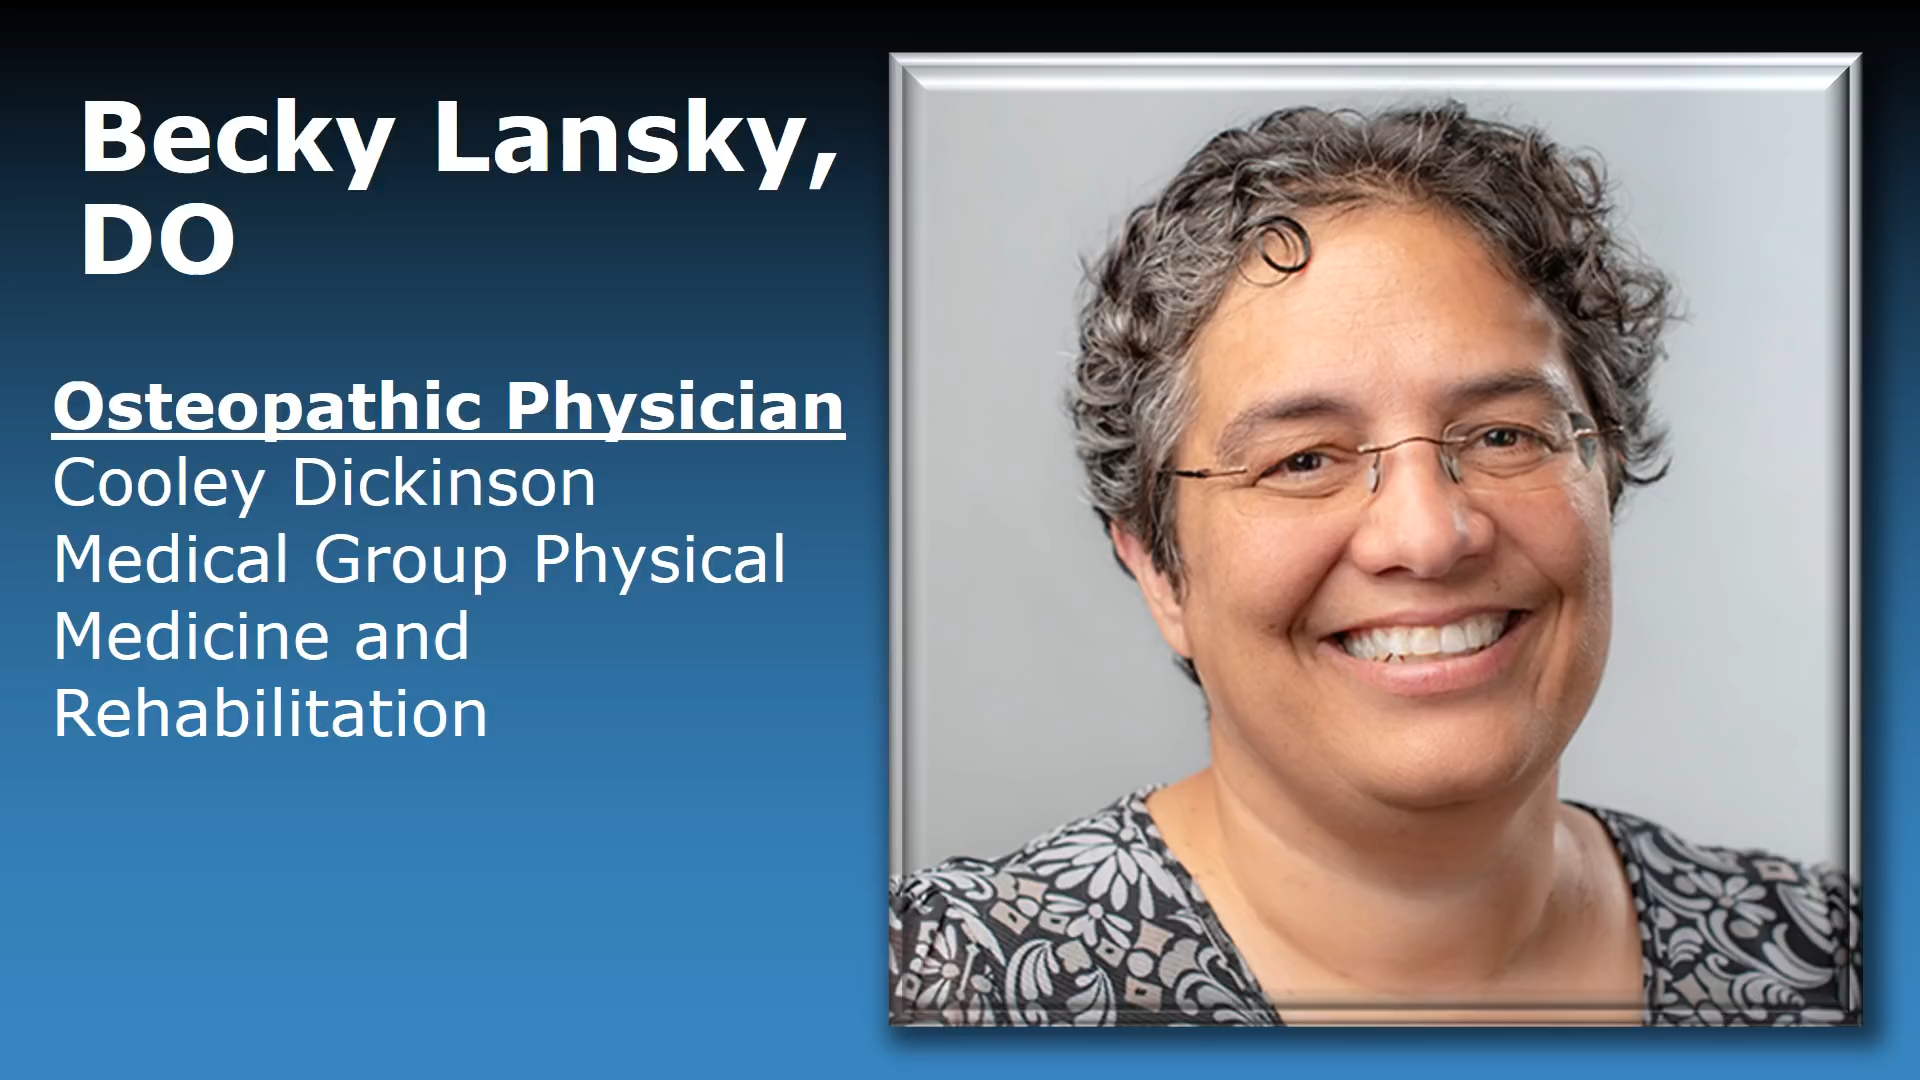 Becky Lansky,
DO
Osteopathic Physician
Cooley Dickinson
Medical Group Physical
Medicine and
Rehabilitation